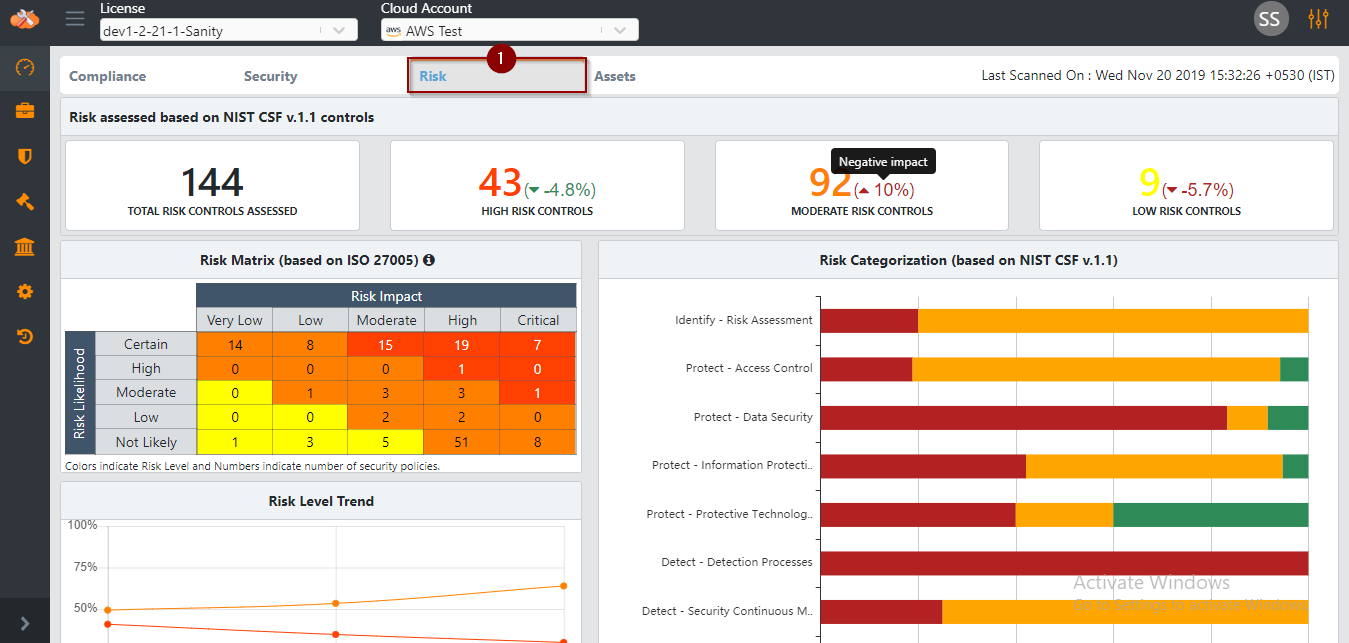 License
Cloud Account
dev1-2-21-1-Sanity
aws AWS Test
SS
1
Compliance
Security
Risk
Assets
Last Scanned On : Wed Nov 20 2019 15:32:26 +0530 (IST)
Risk assessed based on NIST CSF v.1.1 controls
Negative impact
144
TOTAL RISK CONTROLS ASSESSED
43(▼ -4.8%)
HIGH RISK CONTROLS
92(▲ 10%)
MODERATE RISK CONTROLS
9(▼ -5.7%)
LOW RISK CONTROLS
Risk Matrix (based on ISO 27005)
Risk Impact
Very Low Low Moderate High Critical
Risk Likelihood
Certain 14 8 15 19 7
High 0 0 0 1 0
Moderate 0 1 3 3 1
Low 0 0 2 2 0
Not Likely 1 3 5 51 8
Colors indicate Risk Level and Numbers indicate number of security policies.
Risk Level Trend
100%
75%
50%
Risk Categorization (based on NIST CSF v.1.1)
Identify - Risk Assessment
Protect - Access Control
Protect - Data Security
Protect - Information Protecti..
Protect - Protective Technolog..
Detect - Detection Processes
Detect - Security Continuous M..
Activate Windows
Go to Settings to activate Windows.